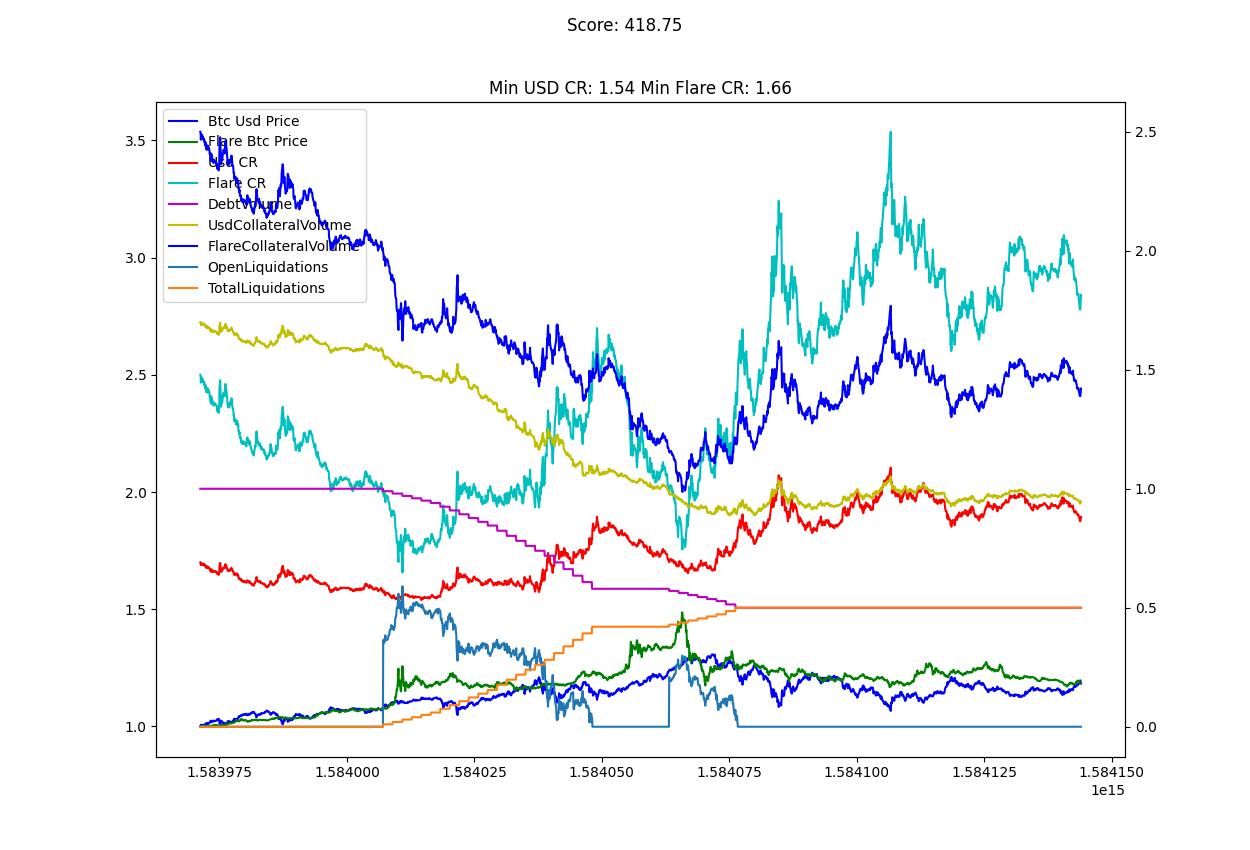 Score: 418.75
Min USD CR: 1.54 Min Flare CR: 1.66
Btc Usd Price
Flare Btc Price
Usd CR
Flare CR
DebtVolume
UsdCollateralVolume
FlareCollateralVolume
OpenLiquidations
TotalLiquidations
3.5
3.0
2.5
2.0
1.5
1.0
2.5
2.0
1.5
1.0
0.5
0.0
1.583975
1.584000
1.584025
1.584050
1.584075
1.584100
1.584125
1.584150
1e15